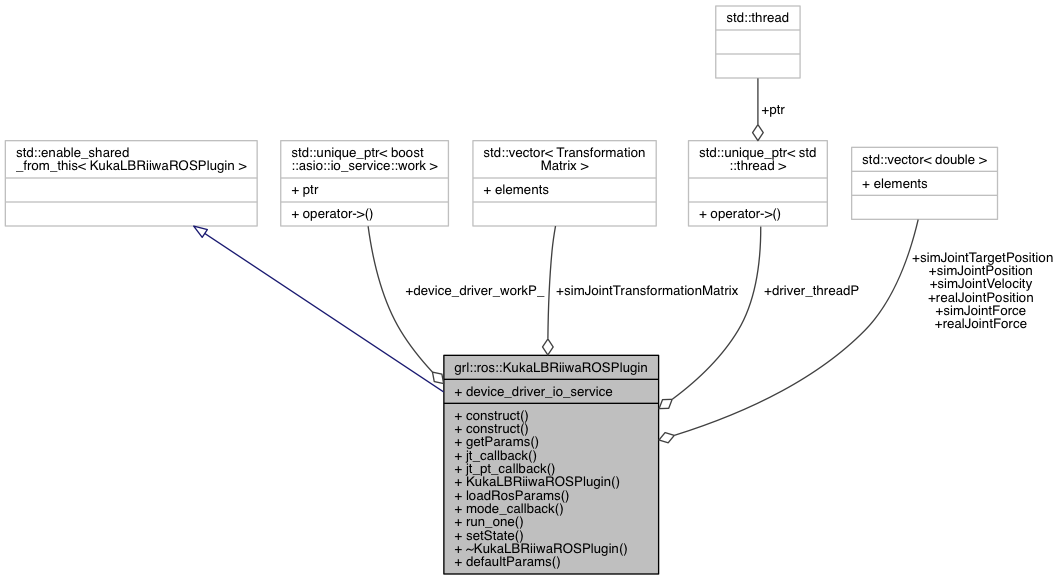 std::thread
+ptr
std::enable_shared
_from_this< KukaLBRiiwaROSPlugin >
std::unique_ptr< boost
::asio::io_service::work >
+ ptr
+ operator->()
std::vector< Transformation
Matrix >
+ elements
std::unique_ptr< std
::thread >
+ operator->()
std::vector< double >
+ elements
+device_driver_workP_
+simJointTransformationMatrix
+driver_threadP
+simJointTargetPosition
+simJointPosition
+simJointVelocity
+realJointPosition
+simJointForce
+realJointForce
grl::ros::KukaLBRiiwaROSPlugin
+ device_driver_io_service
+ construct()
+ construct()
+ getParams()
+ jt_callback()
+ jt_pt_callback()
+ KukaLBRiiwaROSPlugin()
+ loadRosParams()
+ mode_callback()
+ run_one()
+ setState()
+ ~KukaLBRiiwaROSPlugin()
+ defaultParams()